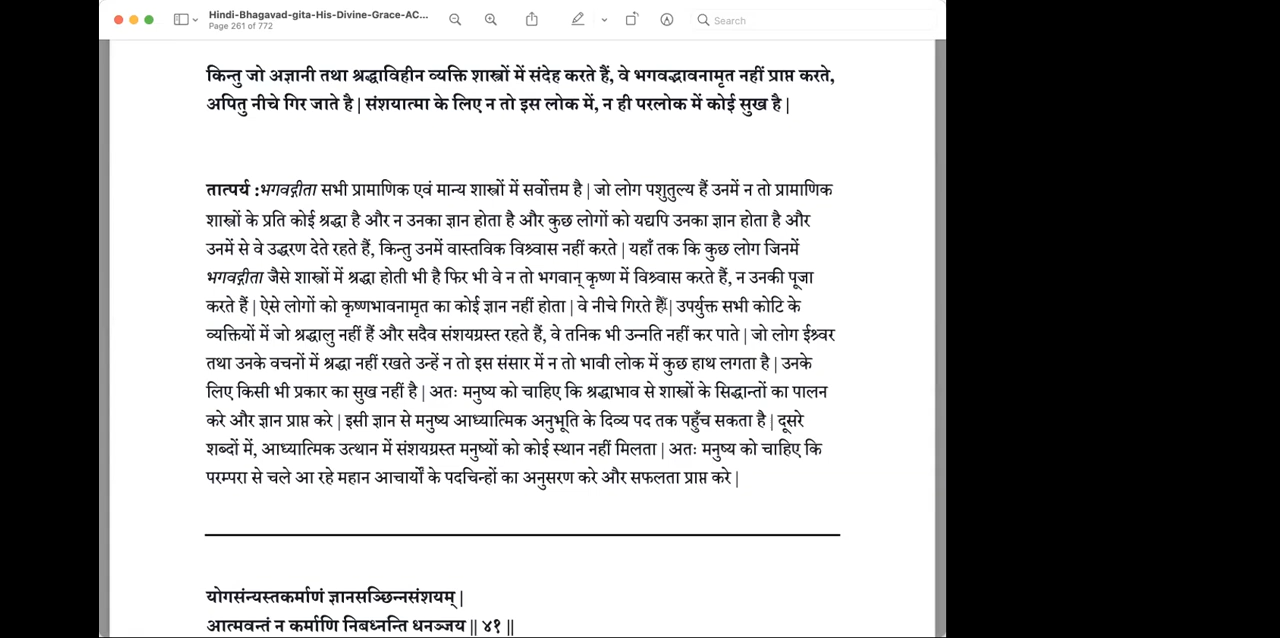 Hindi-Bhagavad-gita-His-Divine-Grace-AC...
Page 261 of 772
Search
किन्तु जो अज्ञानी तथा श्रद्धाविहीन व्यक्ति शास्त्रों में संदेह करते हैं, वे भगवद्भावनामृत नहीं प्राप्त करते,
अपितु नीचे गिर जाते है | संशयात्मा के लिए न तो इस लोक में, न ही परलोक में कोई सुख है |
तात्पर्य :भगवद्गीता सभी प्रामाणिक एवं मान्य शास्त्रों में सर्वोत्तम है | जो लोग पशुतुल्य हैं उनमें न तो प्रामाणिक
शास्त्रों के प्रति कोई श्रद्धा है और न उनका ज्ञान होता है और कुछ लोगों को यद्यपि उनका ज्ञान होता है और
उनमें से वे उद्धरण देते रहते हैं, किन्तु उनमें वास्तविक विश्र्वास नहीं करते | यहाँ तक कि कुछ लोग जिनमें
भगवद्गीता जैसे शास्त्रों में श्रद्धा होती भी है फिर भी वे न तो भगवान् कृष्ण में विश्र्वास करते हैं, न उनकी पूजा
करते हैं | ऐसे लोगों को कृष्णभावनामृत का कोई ज्ञान नहीं होता | वे नीचे गिरते हैं | उपर्युक्त सभी कोटि के
व्यक्तियों में जो श्रद्धालु नहीं हैं और सदैव संशयग्रस्त रहते हैं, वे तनिक भी उन्नति नहीं कर पाते | जो लोग ईश्र्वर
तथा उनके वचनों में श्रद्धा नहीं रखते उन्हें न तो इस संसार में न तो भावी लोक में कुछ हाथ लगता है | उनके
लिए किसी भी प्रकार का सुख नहीं है | अतः मनुष्य को चाहिए कि श्रद्धाभाव से शास्त्रों के सिद्धान्तों का पालन
करे और ज्ञान प्राप्त करे | इसी ज्ञान से मनुष्य आध्यात्मिक अनुभूति के दिव्य पद तक पहुँच सकता है | दूसरे
शब्दों में, आध्यात्मिक उत्थान में संशयग्रस्त मनुष्यों को कोई स्थान नहीं मिलता | अतः मनुष्य को चाहिए कि
परम्परा से चले आ रहे महान आचार्यों के पदचिन्हों का अनुसरण करे और सफलता प्राप्त करे |
योगसंन्यस्तकर्माणं ज्ञानसञ्छिन्नसंशयम् |
आत्मवन्तं न कर्माणि निबध्नन्ति धनञ्जय || ४१ ||